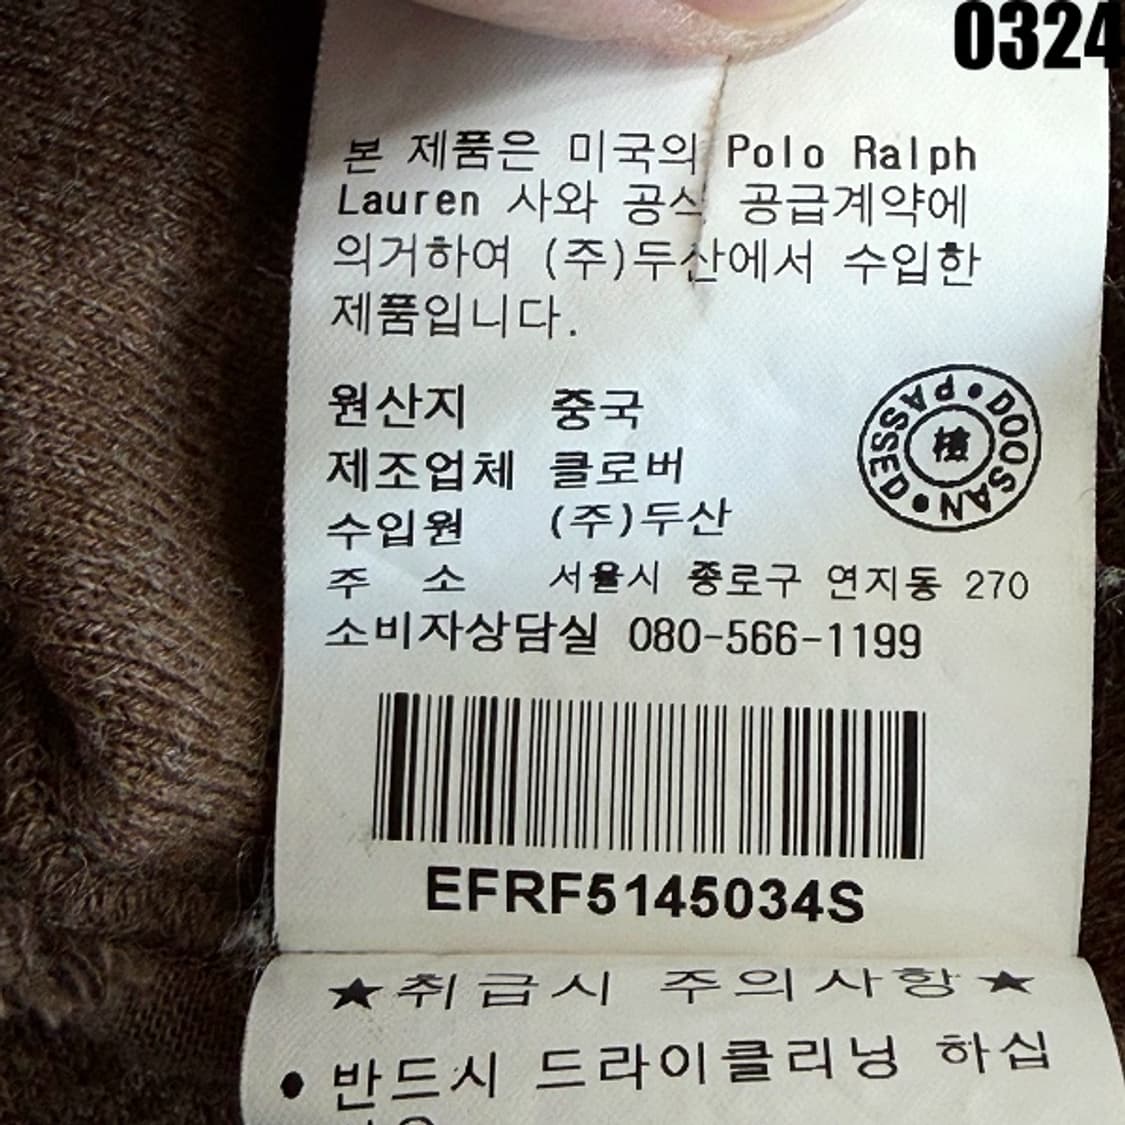 0324
본 제품은 미국의 Polo Ralph
Lauren 사와 공식 공급계약에
의거하여 (주)두산에서 수입한
제품입니다.
원산지 중국
제조업체 클로버
수입원 (주)두산
주 소 서울시 종로구 연지동 270
소비자상담실 080-566-1199
DOOSAN • PASSED •
檢
EFRF5145034S
★취급시 주의사항★
• 반드시 드라이클리닝 하십